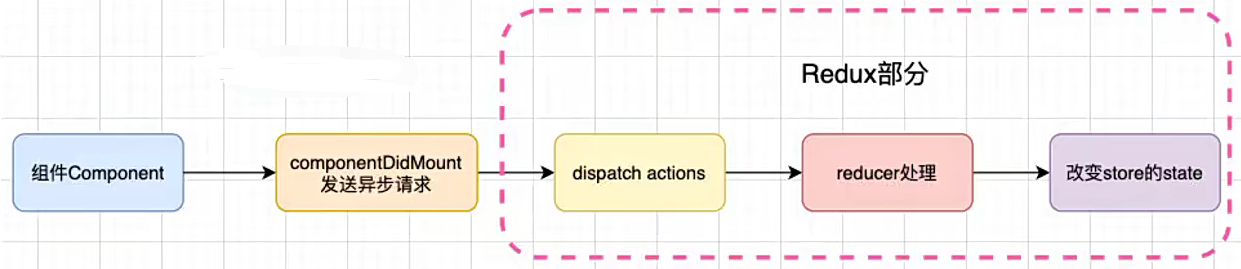 Redux部分
组件Component
componentDidMount
发送异步请求
dispatch actions
reducer处理
改变store的state